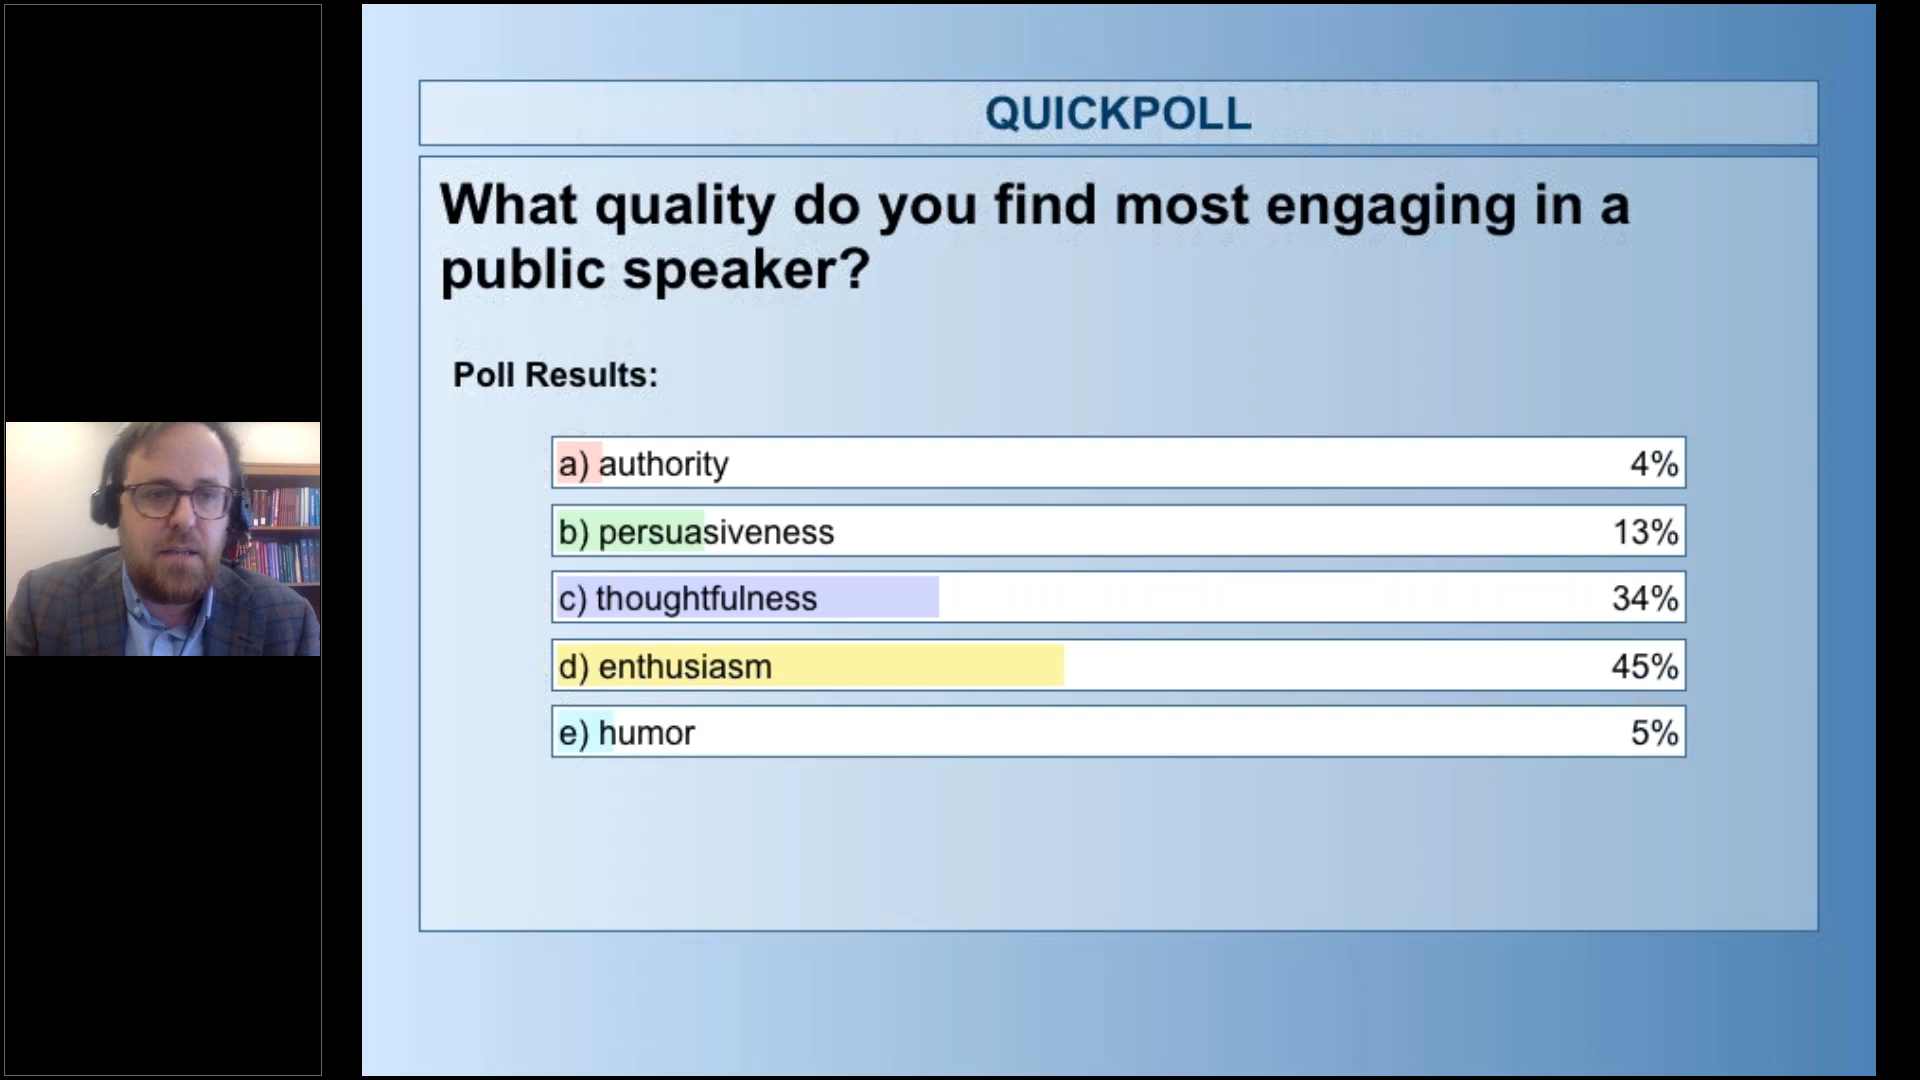 QUICKPOLL
What quality do you find most engaging in a
public speaker?
Poll Results:
a) authority 4%
b) persuasiveness 13%
c) thoughtfulness 34%
d) enthusiasm 45%
e) humor 5%